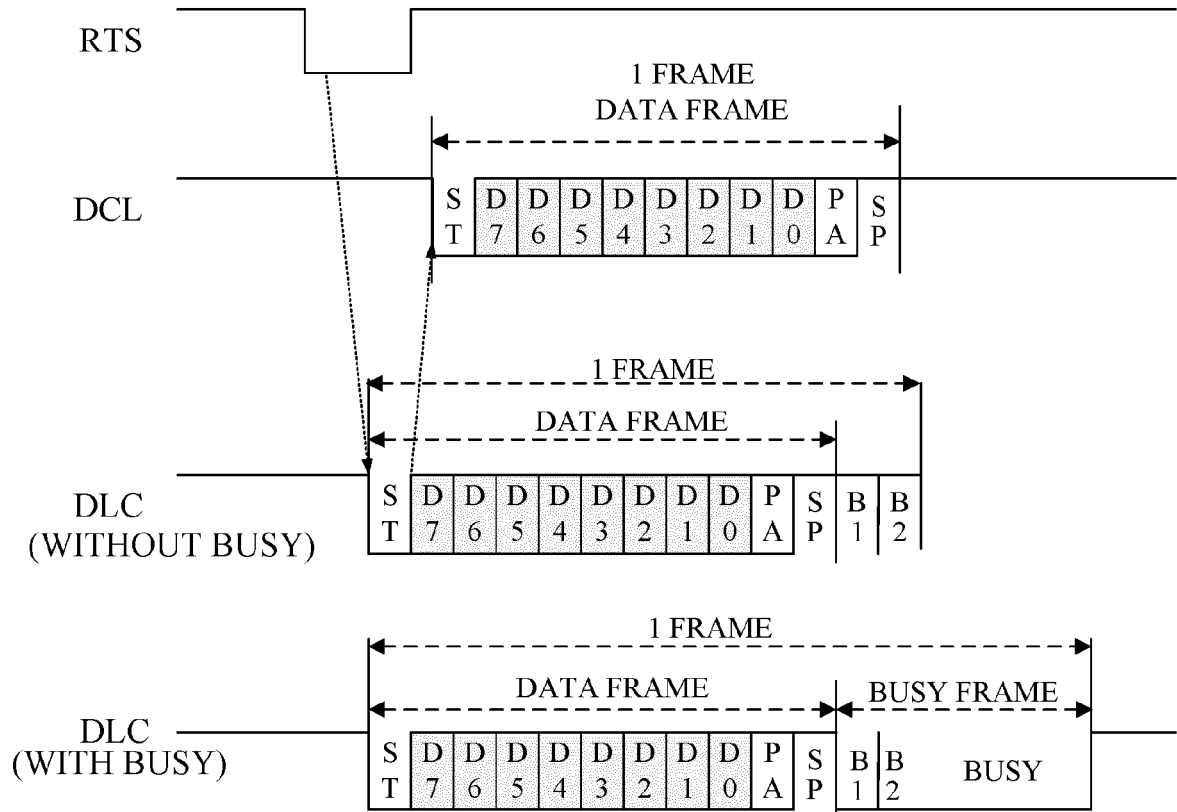 RTS
1 FRAME
DATA FRAME
DCL
S D D D D D D D D P S
T 7 6 5 4 3 2 1 0 A P
1 FRAME
DATA FRAME
DLC
(WITHOUT BUSY)
S D D D D D D D D P S B B
T 7 6 5 4 3 2 1 0 A P 1 2
1 FRAME
DATA FRAME BUSY FRAME
DLC
(WITH BUSY)
S D D D D D D D D P S B B BUSY
T 7 6 5 4 3 2 1 0 A P 1 2